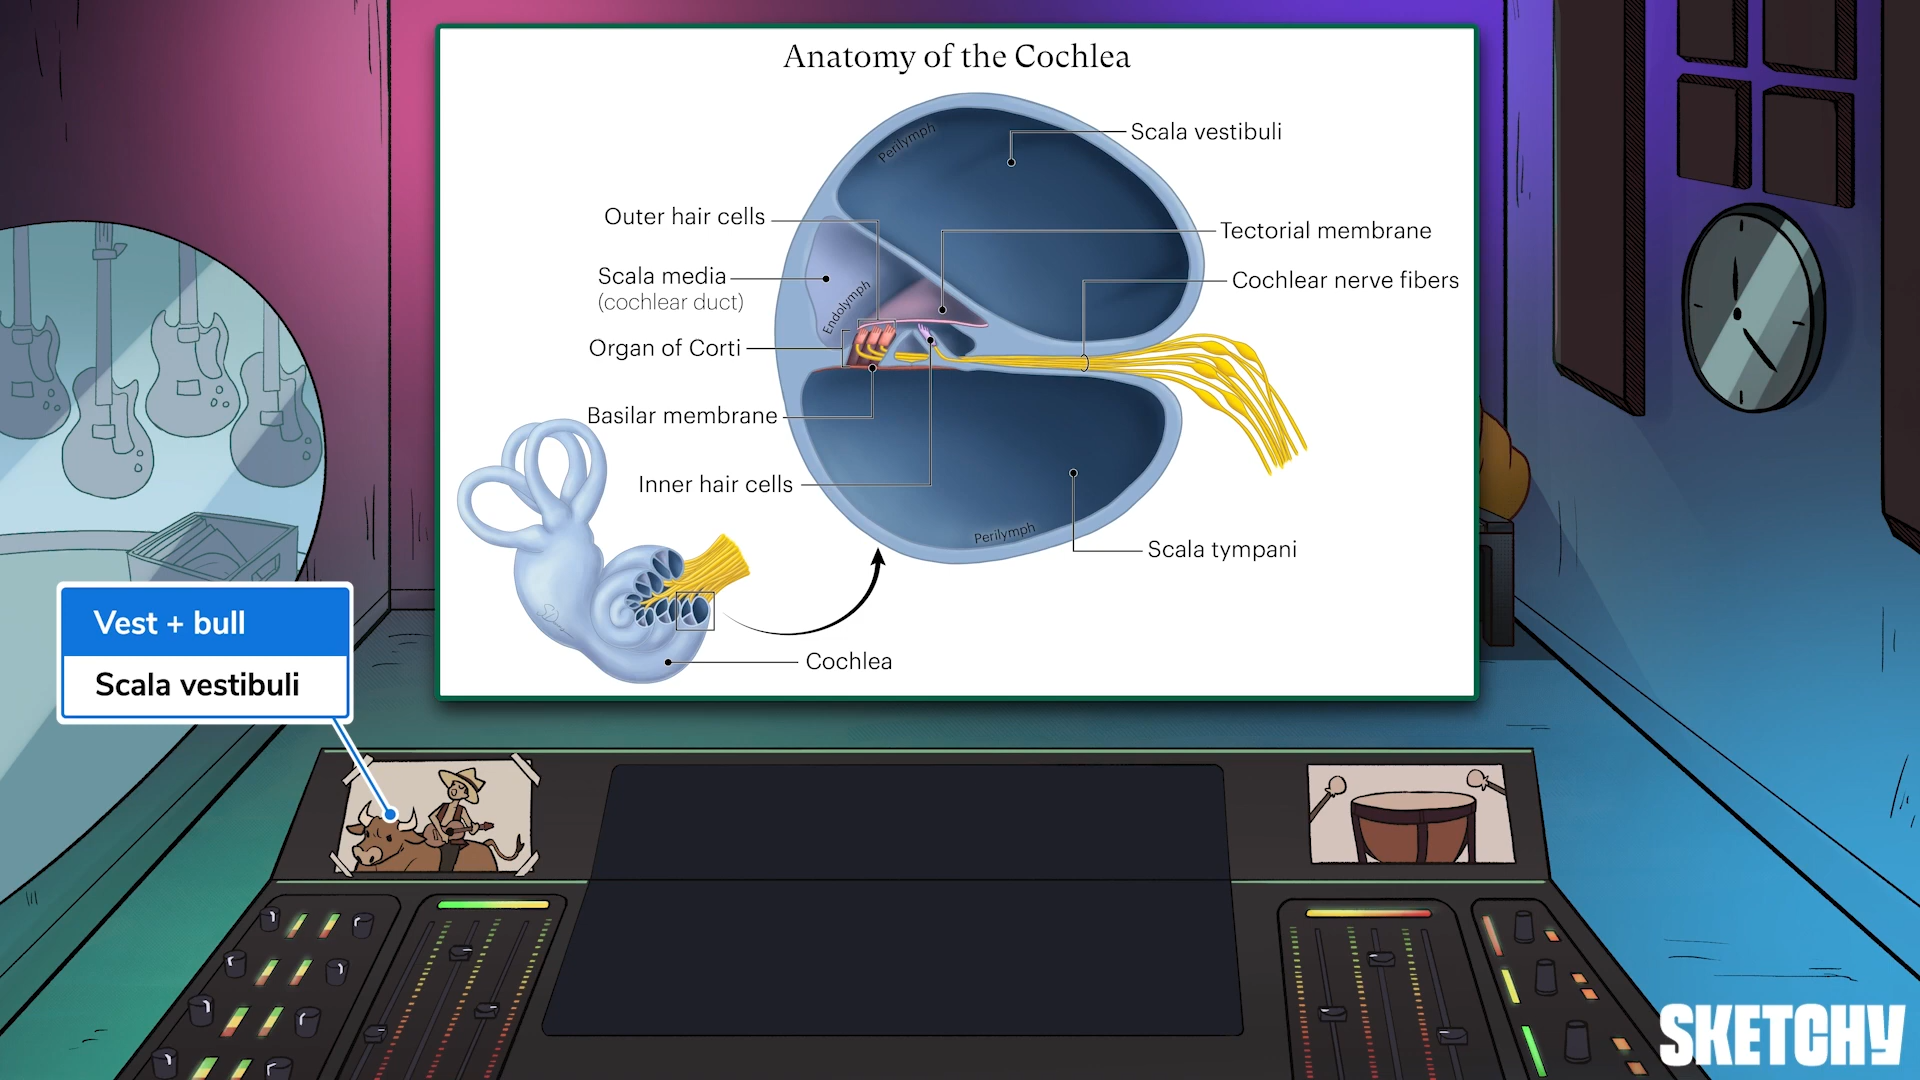 Anatomy of the Cochlea
Perilymph
Scala vestibuli
Outer hair cells
Tectorial membrane
Scala media
(cochlear duct)
Endolymph
Cochlear nerve fibers
Organ of Corti
Basilar membrane
Inner hair cells
Perilymph
Scala tympani
Cochlea
Vest + bull
Scala vestibuli
SKETCHY